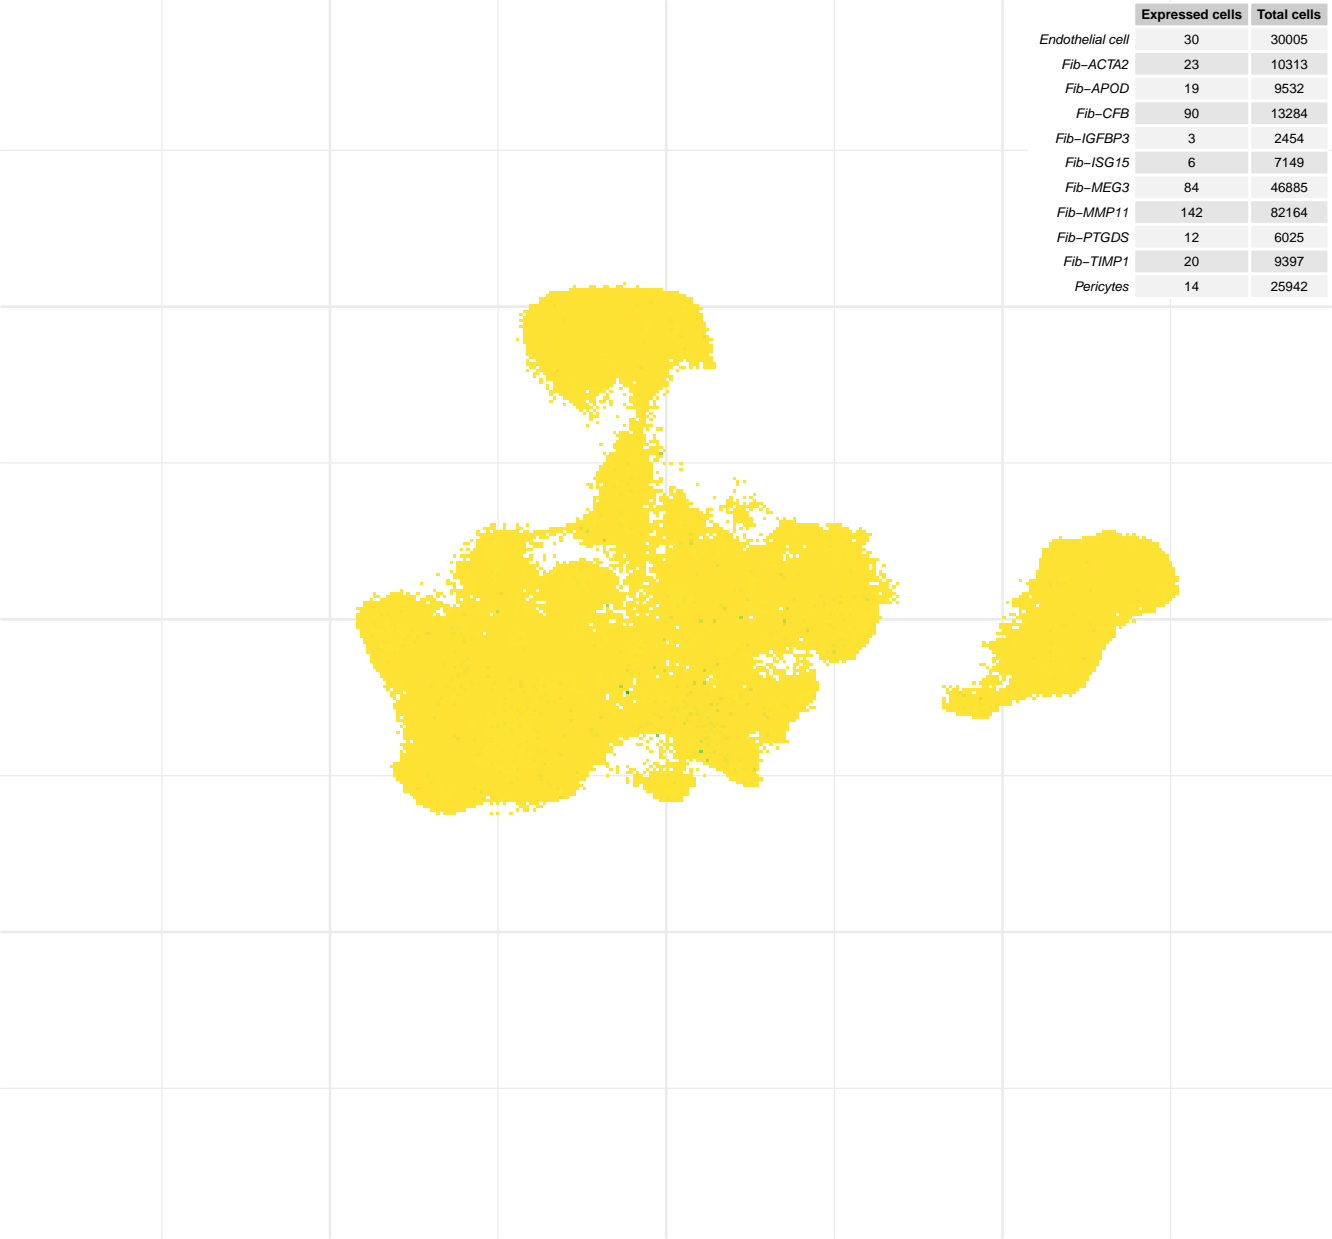 Expressed cells Total cells
Endothelial cell 30 30005
Fib−ACTA2 23 10313
Fib−APOD 19 9532
Fib−CFB 90 13284
Fib−IGFBP3 3 2454
Fib−ISG15 6 7149
Fib−MEG3 84 46885
Fib−MMP11 142 82164
Fib−PTGDS 12 6025
Fib−TIMP1 20 9397
Pericytes 14 25942